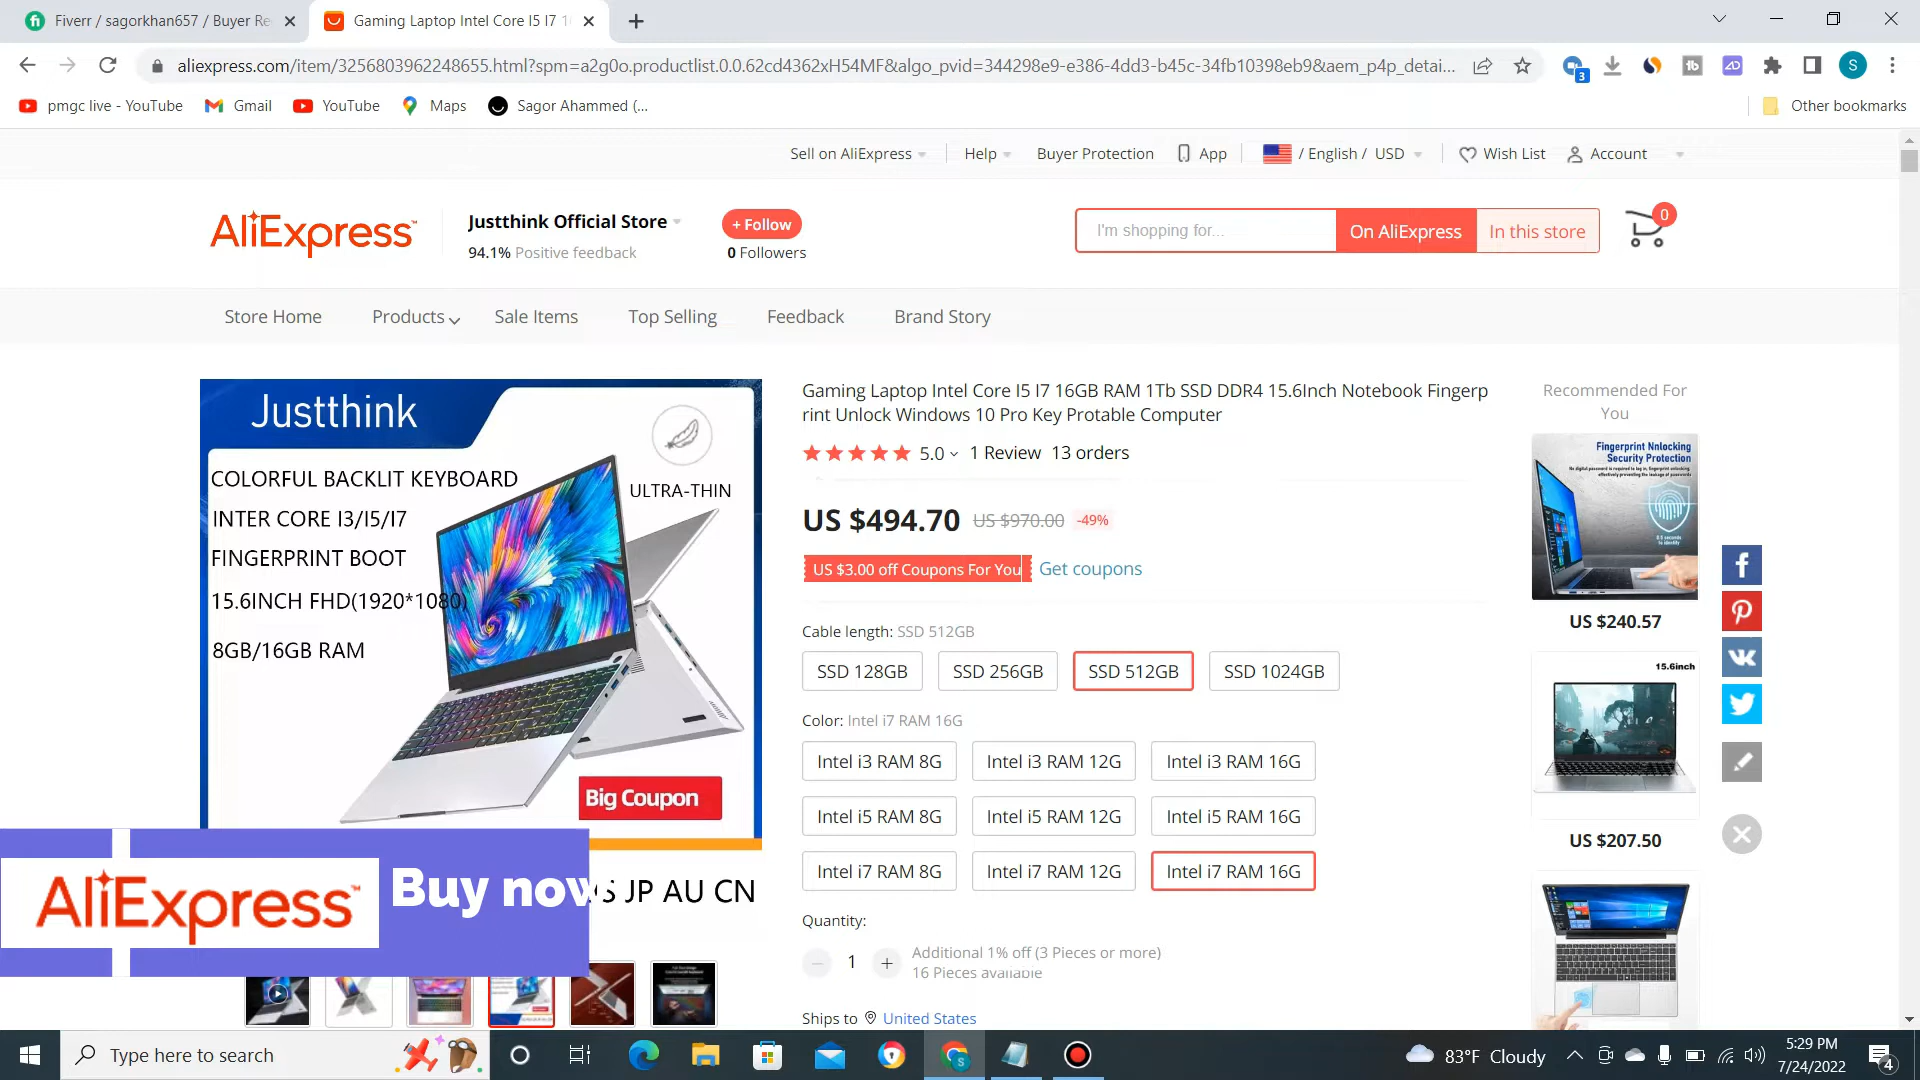 Fiverr / sagorkhan657 / Buyer Re
Gaming Laptop Intel Core I5 I7 16
aliexpress.com/item/3256803962248655.html?spm=a2g0o.productlist.0.0.62cd4362xH54MF&algo_pvid=344298e9-e386-4dd3-b45c-34fb10398eb9&aem_p4p_detai...
3
S
pmgc live - YouTube
Gmail
YouTube
Maps
Sagor Ahammed (...
Other bookmarks
Sell on AliExpress
Help
Buyer Protection
App
/ English / USD
Wish List
Account
AliExpress
Justthink Official Store
94.1% Positive feedback
+ Follow
0 Followers
I'm shopping for...
On AliExpress
In this store
0
Store Home
Products
Sale Items
Top Selling
Feedback
Brand Story
Justthink
COLORFUL BACKLIT KEYBOARD
INTER CORE I3/I5/I7
FINGERPRINT BOOT
15.6INCH FHD(1920*1080)
8GB/16GB RAM
ULTRA-THIN
Big Coupon
JP AU CN
AliExpress
Buy now
Gaming Laptop Intel Core I5 I7 16GB RAM 1Tb SSD DDR4 15.6Inch Notebook Fingerp
rint Unlock Windows 10 Pro Key Protable Computer
5.0
1 Review
13 orders
US $494.70
US $970.00
-49%
US $3.00 off Coupons For You
Get coupons
Cable length: SSD 512GB
SSD 128GB
SSD 256GB
SSD 512GB
SSD 1024GB
Color: Intel i7 RAM 16G
Intel i3 RAM 8G
Intel i3 RAM 12G
Intel i3 RAM 16G
Intel i5 RAM 8G
Intel i5 RAM 12G
Intel i5 RAM 16G
Intel i7 RAM 8G
Intel i7 RAM 12G
Intel i7 RAM 16G
Quantity:
1
Additional 1% off (3 Pieces or more)
16 Pieces available
Ships to United States
Recommended For
You
Fingerprint Nnlocking
Security Protection
US $240.57
15.6inch
US $207.50
Type here to search
83°F Cloudy
5:29 PM
7/24/2022
4